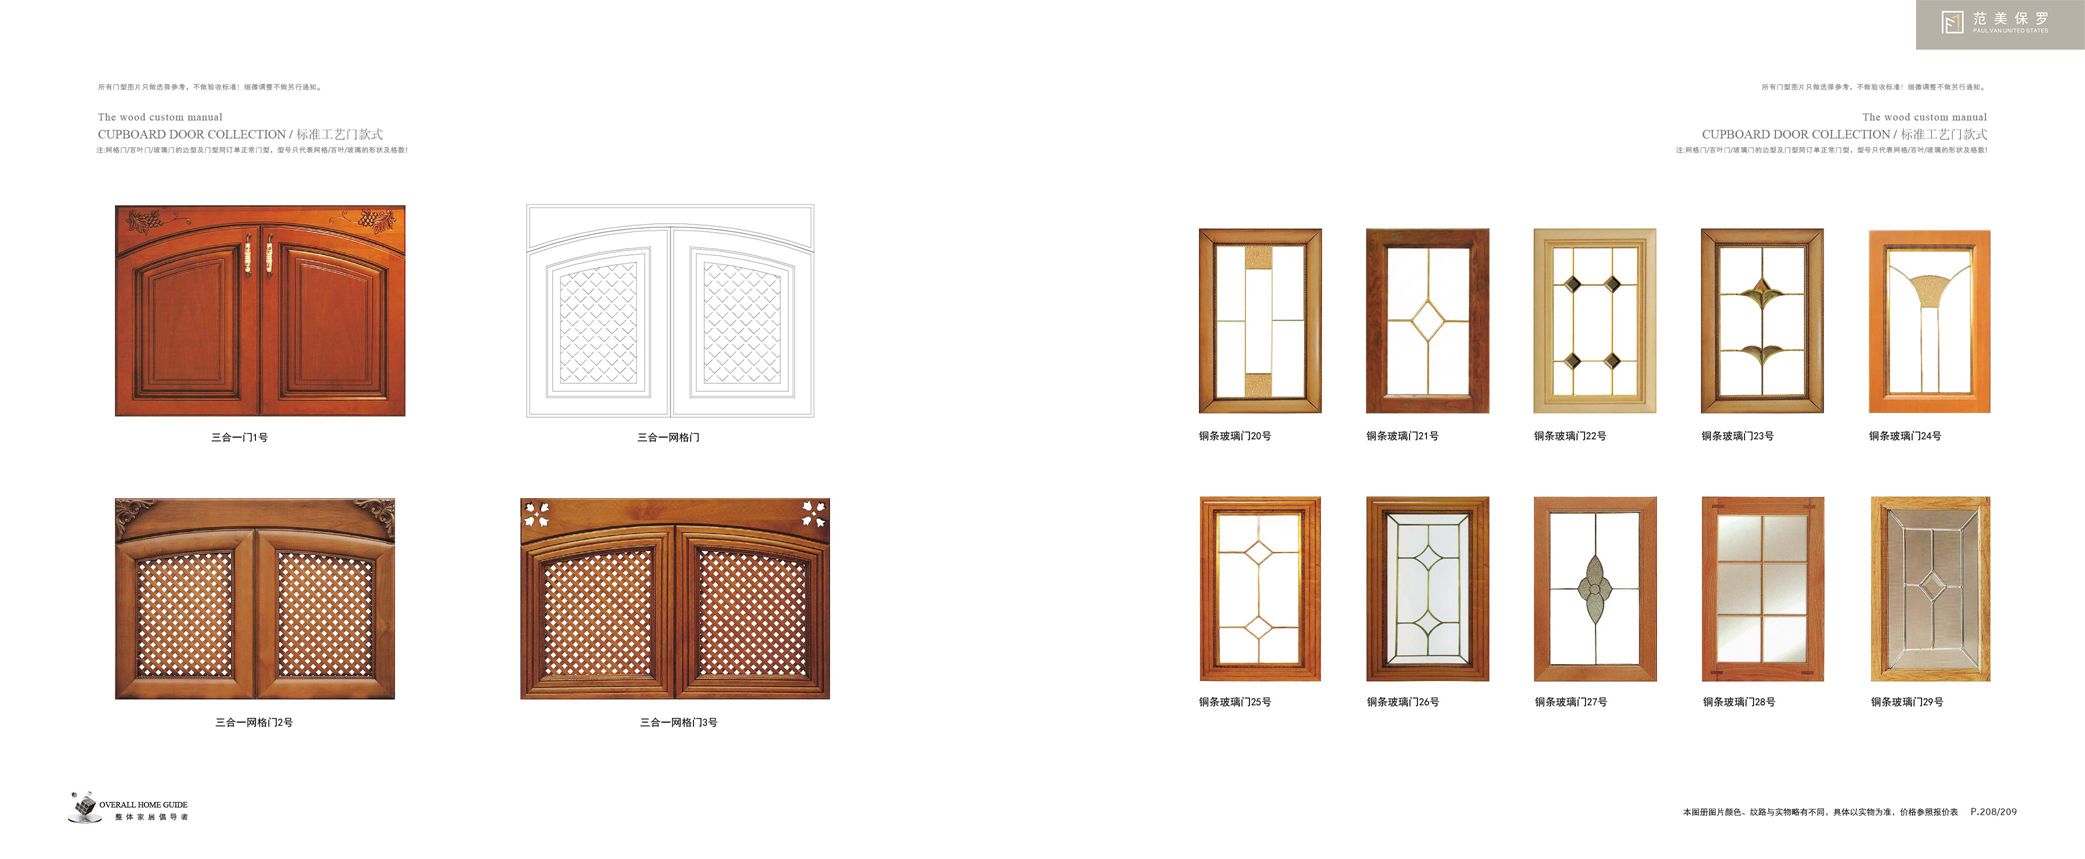 范美保罗
PAUL VAN UNITED STATES
所有门型图片只做选择参考，不做验收标准！细微调整不做另行通知。
The wood custom manual
CUPBOARD DOOR COLLECTION / 标准工艺门款式
注:网格门/百叶门/玻璃门的边型及门型同订单正常门型，型号只代表网格/百叶/玻璃的形状及格数!
三合一门1号
三合一网格门
三合一网格门2号
三合一网格门3号
OVERALL HOME GUIDE
整体家居倡导者
所有门型图片只做选择参考，不做验收标准！细微调整不做另行通知。
The wood custom manual
CUPBOARD DOOR COLLECTION / 标准工艺门款式
注:网格门/百叶门/玻璃门的边型及门型同订单正常门型，型号只代表网格/百叶/玻璃的形状及格数!
铜条玻璃门20号
铜条玻璃门21号
铜条玻璃门22号
铜条玻璃门23号
铜条玻璃门24号
铜条玻璃门25号
铜条玻璃门26号
铜条玻璃门27号
铜条玻璃门28号
铜条玻璃门29号
本画册图片颜色、纹路与实物略有不同，具体以实物为准，价格参照报价表 P.208/209